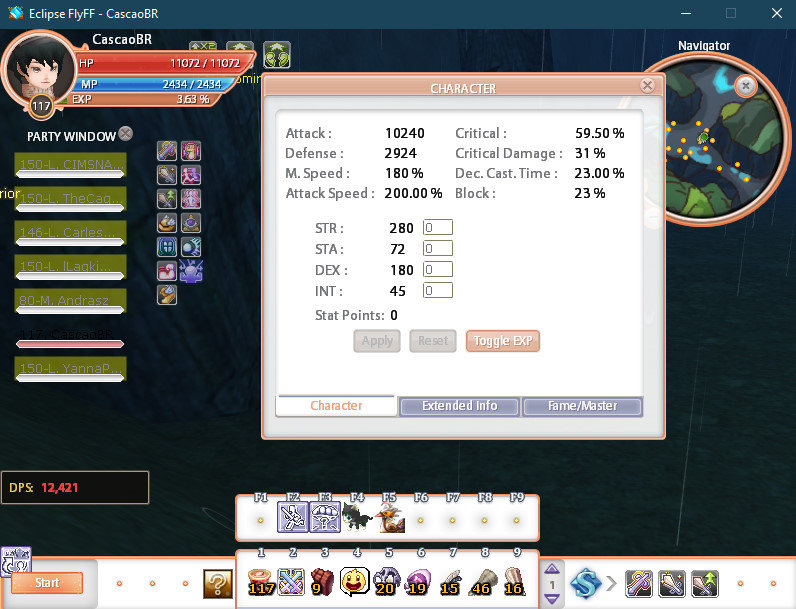 Eclipse FlyFF - CascaoBR
CascaoBR
HP 11072 / 11072
MP 2434 / 2434
EXP 3,63 %
117
X2
Navigator
PARTY WINDOW
150-L. CIMSNA...
150-L. TheCag...
146-L. Carles...
150-L. lLagki...
80-M. Andrasz
117. CascaoBR
150-L. YannaP...
rior
CHARACTER
Attack : 10240 Critical : 59.50 %
Defense : 2924 Critical Damage : 31 %
M. Speed : 180 % Dec. Cast. Time : 23.00 %
Attack Speed : 200.00 % Block : 23 %
STR : 280 0
STA : 72 0
DEX : 180 0
INT : 45 0
Stat Points: 0
Apply Reset Toggle EXP
Character Extended Info Fame/Master
DPS: 12,421
F1 F2 F3 F4 F5 F6 F7 F8 F9
1 2 3 4 5 6 7 8 9
117 9 20 19 15 46 16
Start
?
1